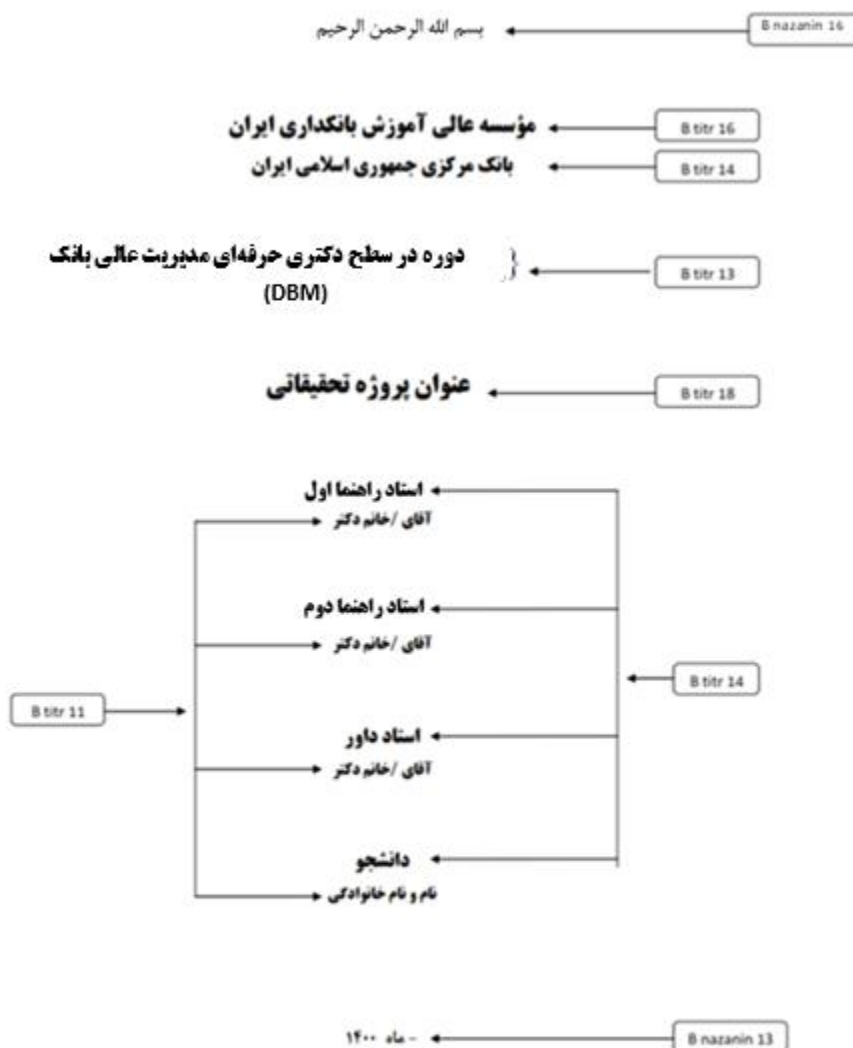 بسم الله الرحمن الرحیم
B nazanin 16
مؤسسه عالی آموزش بانکداری ایران
B titr 16
بانک مرکزی جمهوری اسلامی ایران
B titr 14
دوره در سطح دکتری حرفه‌ای مدیریت عالی بانک
(DBM)
B titr 13
عنوان پروژه تحقیقاتی
B titr 18
استاد راهنما اول
آقای /خانم دکتر
استاد راهنما دوم
آقای /خانم دکتر
B titr 14
B titr 11
استاد داور
آقای /خانم دکتر
دانشجو
نام و نام خانوادگی
- ماه ۱۴۰۰
B nazanin 13